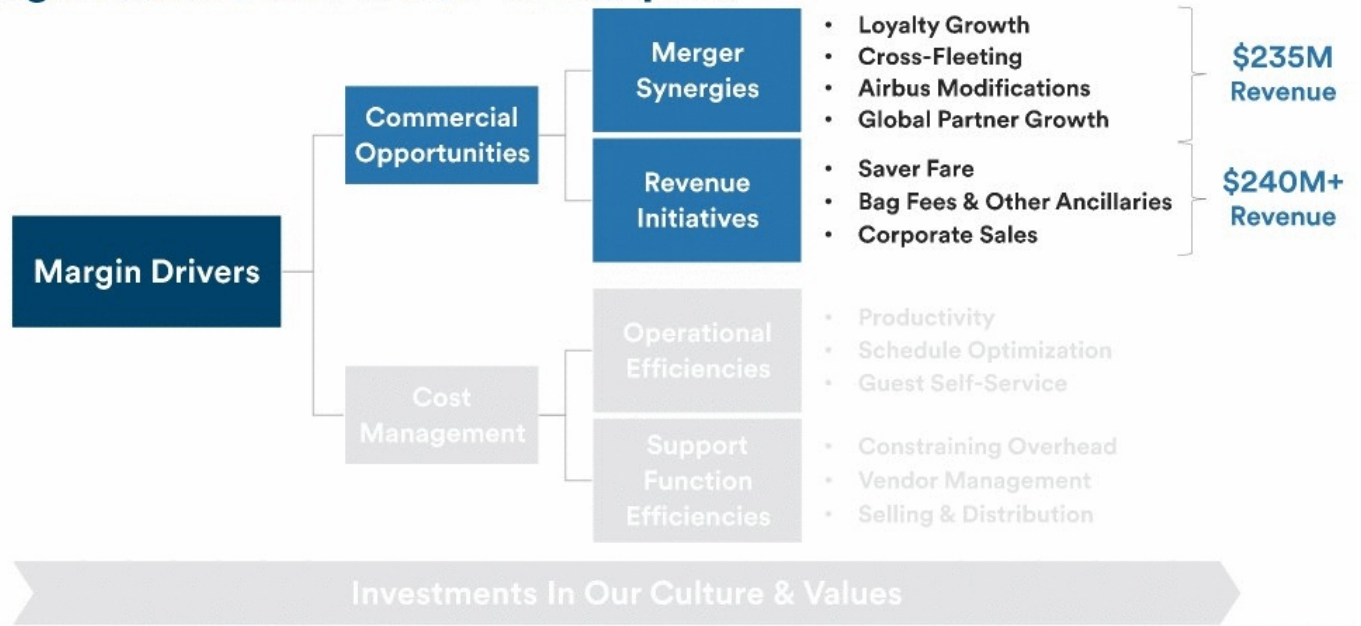 Margin Drivers
Commercial
Opportunities
Merger
Synergies
• Loyalty Growth
• Cross-Fleeting
• Airbus Modifications
• Global Partner Growth
$235M
Revenue
Revenue
Initiatives
• Saver Fare
• Bag Fees & Other Ancillaries
• Corporate Sales
$240M+
Revenue
Cost
Management
Operational
Efficiencies
• Productivity
• Schedule Optimization
• Guest Self-Service
Support
Function
Efficiencies
• Constraining Overhead
• Vendor Management
• Selling & Distribution
Investments In Our Culture & Values